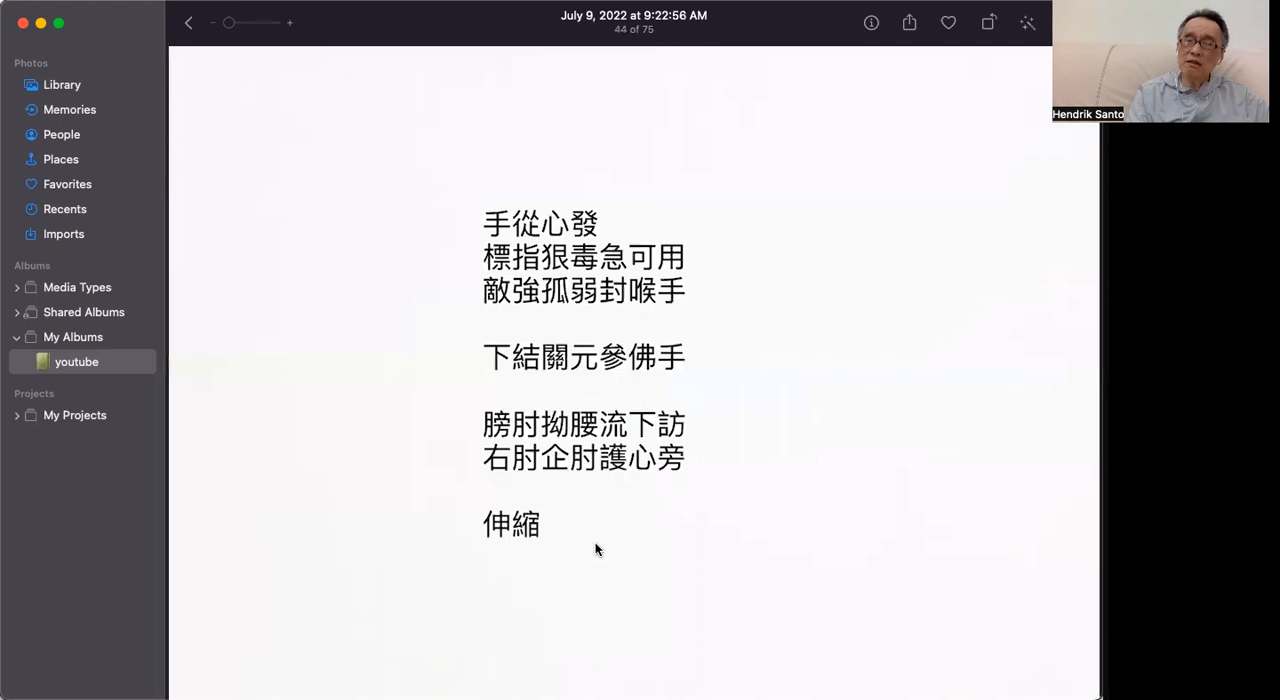 July 9, 2022 at 9:22:56 AM
44 of 75
Photos
Library
Memories
People
Places
Favorites
Recents
Imports
Albums
Media Types
Shared Albums
My Albums
youtube
Projects
My Projects
手從心發
標指狠毒急可用
敵強孤弱封喉手
下結關元參佛手
膀肘拗腰流下訪
右肘企肘護心旁
伸縮
Hendrik Santo